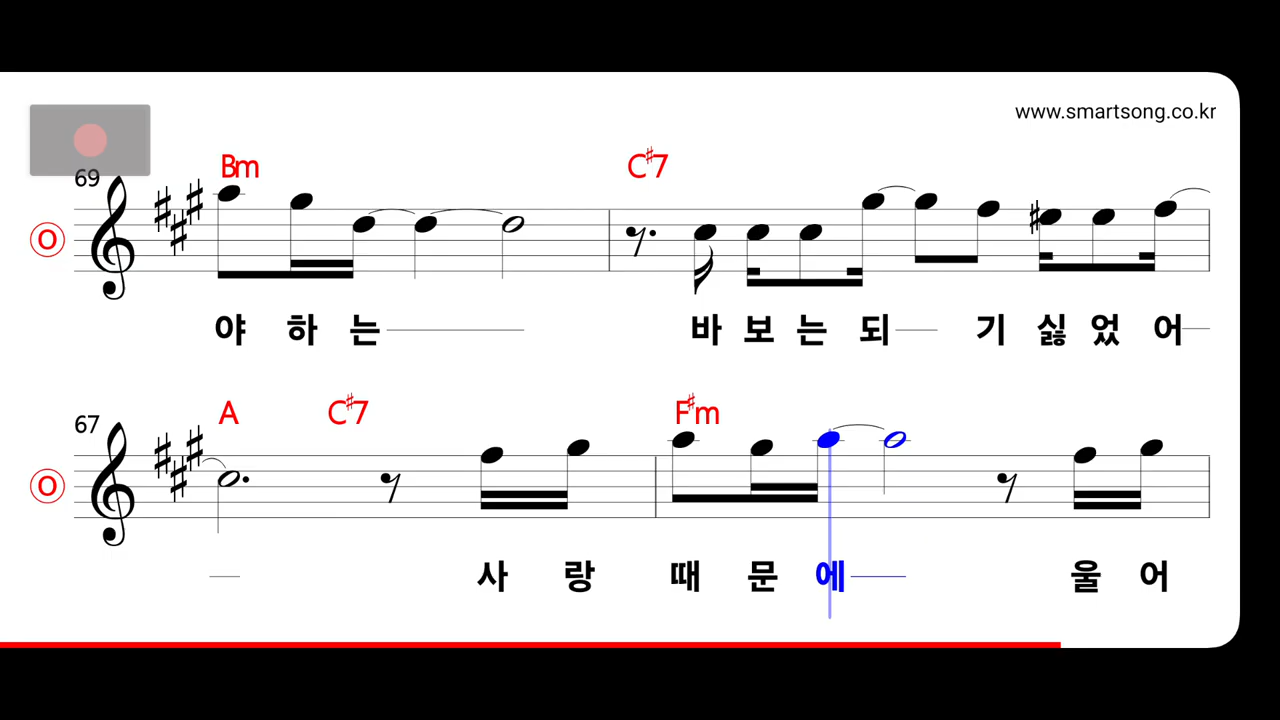 www.smartsong.co.kr
69
Bm C♯7
O
야 하 는 바 보 는 되 기 싫 었 어
67
A C♯7 F♯m
O
사 랑 때 문 에 울 어